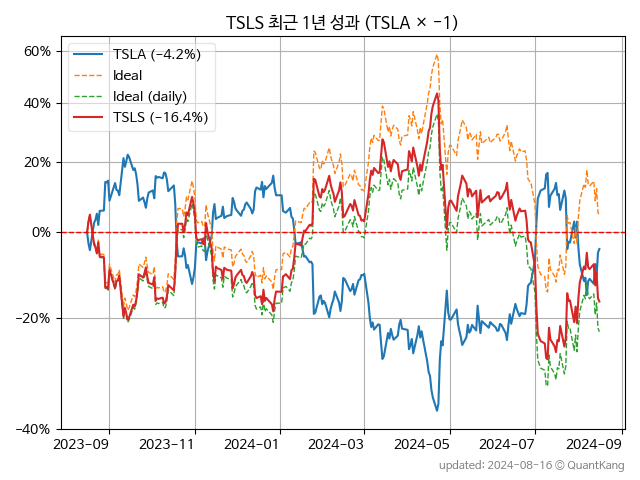 TSLS 최근 1년 성과 (TSLA × −1)
60%
40%
20%
0%
−20%
−40%
TSLA (−4.2%)
Ideal
Ideal (daily)
TSLS (−16.4%)
2023-09 2023-11 2024-01 2024-03 2024-05 2024-07 2024-09
updated: 2024-08-16 © QuantKang